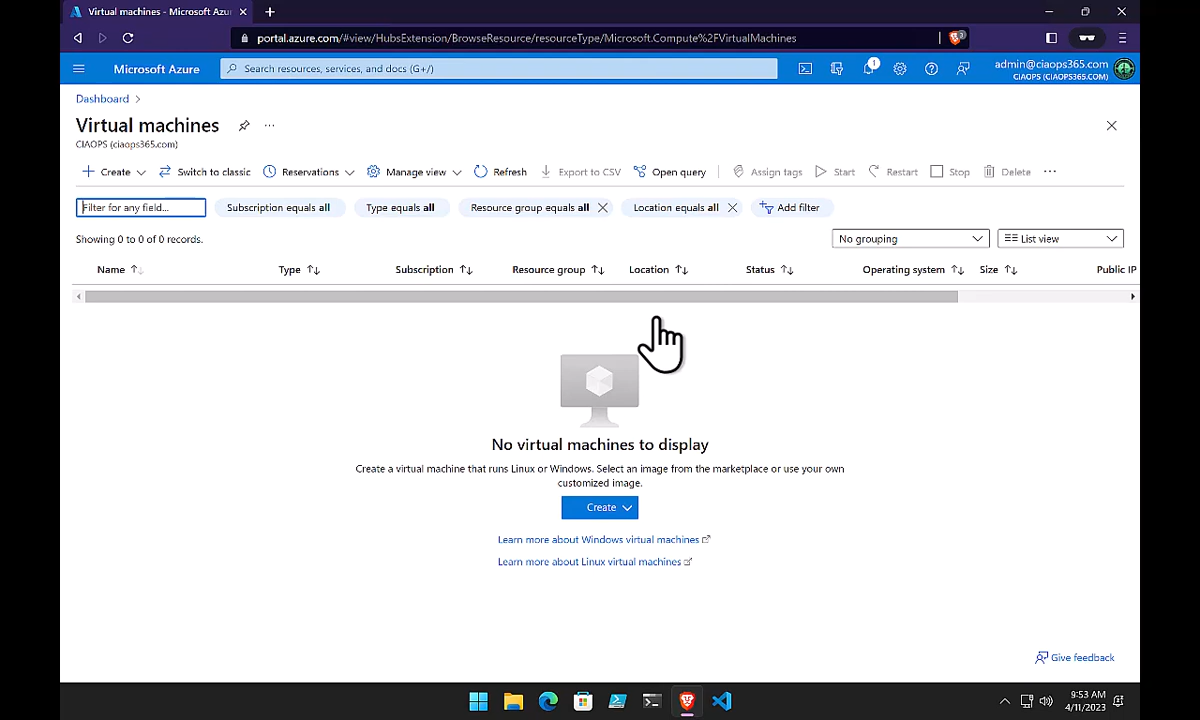 Virtual machines - Microsoft Azu
portal.azure.com/#view/HubsExtension/BrowseResource/resourceType/Microsoft.Compute%2FVirtualMachines
2
Microsoft Azure
Search resources, services, and docs (G+/)
1
admin@ciaops365.com
CIAOPS (CIAOPS365.COM)
Dashboard
Virtual machines
CIAOPS (ciaops365.com)
Create
Switch to classic
Reservations
Manage view
Refresh
Export to CSV
Open query
Assign tags
Start
Restart
Stop
Delete
Filter for any field...
Subscription equals all
Type equals all
Resource group equals all
Location equals all
Add filter
Showing 0 to 0 of 0 records.
No grouping
List view
Name
Type
Subscription
Resource group
Location
Status
Operating system
Size
Public IP
No virtual machines to display
Create a virtual machine that runs Linux or Windows. Select an image from the marketplace or use your own
customized image.
Create
Learn more about Windows virtual machines
Learn more about Linux virtual machines
Give feedback
9:53 AM
4/11/2023